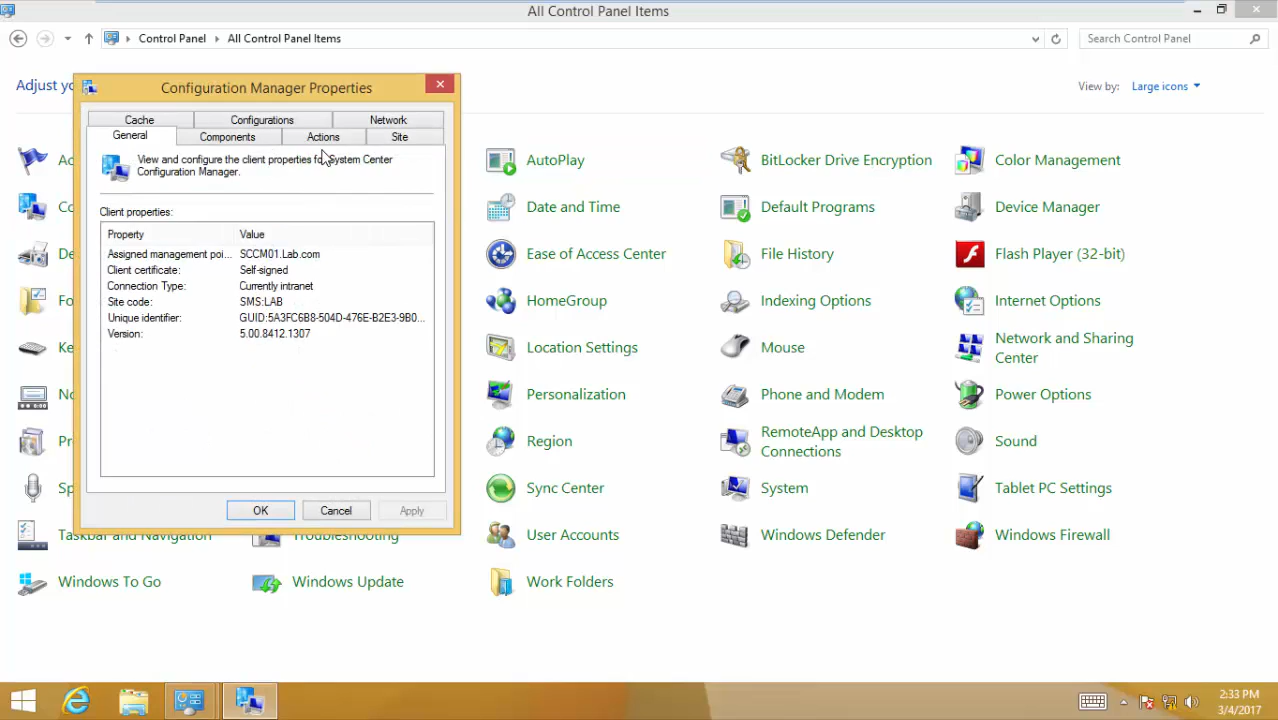 All Control Panel Items
Control Panel
All Control Panel Items
Search Control Panel
Adjust yo
View by:
Large icons
Configuration Manager Properties
Cache
Configurations
Network
General
Components
Actions
Site
View and configure the client properties for System Center
Configuration Manager.
Client properties:
Property
Value
Assigned management poi...
SCCM01.Lab.com
Client certificate:
Self-signed
Connection Type:
Currently intranet
Site code:
SMS:LAB
Unique identifier:
GUID:5A3FC6B8-504D-476E-B2E3-9B0...
Version:
5.00.8412.1307
OK
Cancel
Apply
Ac
AutoPlay
BitLocker Drive Encryption
Color Management
Co
Date and Time
Default Programs
Device Manager
De
Ease of Access Center
File History
Flash Player (32-bit)
Fo
HomeGroup
Indexing Options
Internet Options
Ke
Location Settings
Mouse
Network and Sharing
Center
No
Personalization
Phone and Modem
Power Options
Pr
Region
RemoteApp and Desktop
Connections
Sound
Sp
Sync Center
System
Tablet PC Settings
Taskbar and Navigation
Troubleshooting
User Accounts
Windows Defender
Windows Firewall
Windows To Go
Windows Update
Work Folders
2:33 PM
3/4/2017